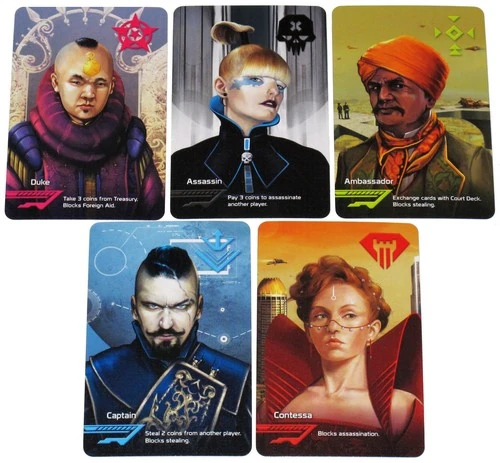 Duke
Take 3 coins from Treasury.
Blocks Foreign Aid.
Assassin
Pay 3 coins to assassinate
another player.
Ambassador
Exchange cards with Court Deck.
Blocks stealing.
Captain
Steal 2 coins from another player.
Blocks stealing.
Contessa
Blocks assassination.